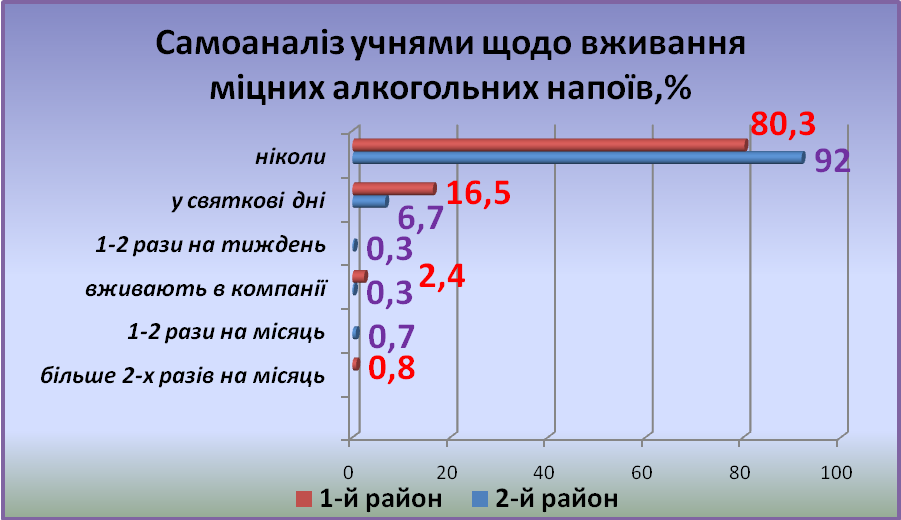 Самоаналіз учнями щодо вживання
міцних алкогольних напоїв,%
ніколи
80,3
92
у святкові дні
16,5
6,7
1-2 рази на тиждень
0,3
вживають в компанії
2,4
0,3
1-2 рази на місяць
0,7
більше 2-х разів на місяць
0,8
0 20 40 60 80 100
1-й район 2-й район